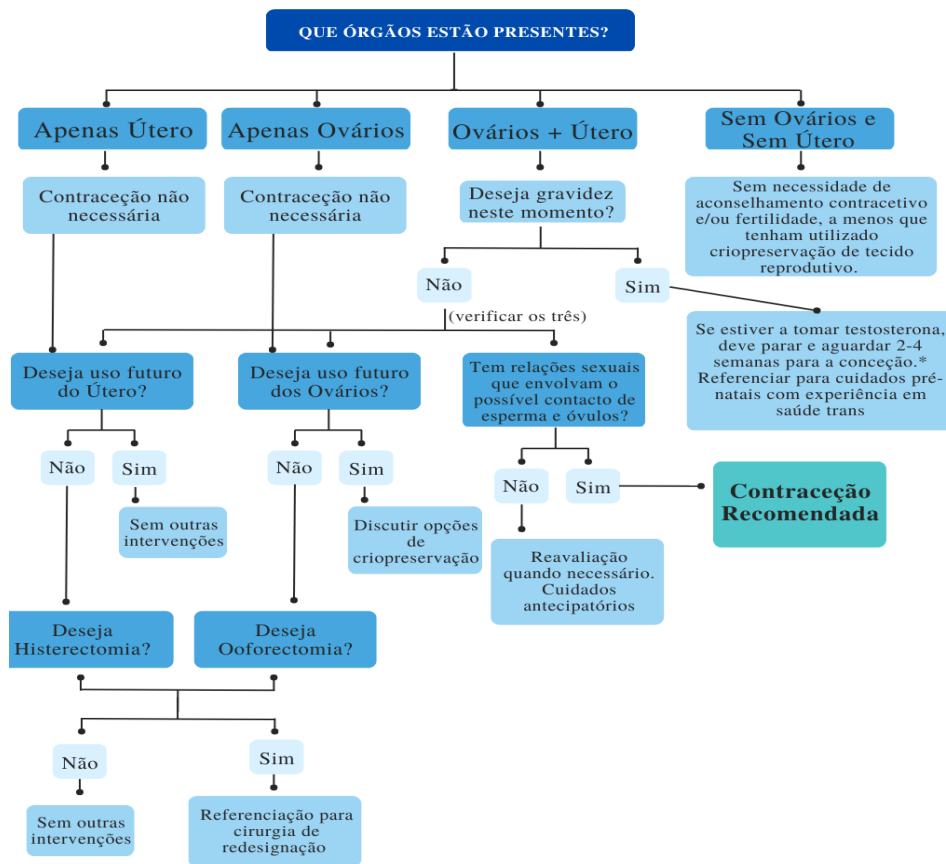 QUE ÓRGÃOS ESTÃO PRESENTES?
Apenas Útero
Apenas Ovários
Ovários + Útero
Sem Ovários e
Sem Útero
Contraceção não
necessária
Contraceção não
necessária
Deseja gravidez
neste momento?
Sem necessidade de
aconselhamento contracetivo
e/ou fertilidade, a menos que
tenham utilizado
criopreservação de tecido
reprodutivo.
Não
Sim
(verificar os três)
Se estiver a tomar testosterona,
deve parar e aguardar 2-4
semanas para a conceção.*
Referenciar para cuidados pré-
natais com experiência em
saúde trans
Deseja uso futuro
do Útero?
Deseja uso futuro
dos Ovários?
Tem relações sexuais
que envolvam o
possível contacto de
esperma e óvulos?
Não
Sim
Não
Sim
Não
Sim
Contraceção
Recomendada
Sem outras
intervenções
Discutir opções
de
criopreservação
Reavaliação
quando necessário.
Cuidados
antecipatórios
Deseja
Histerectomia?
Deseja
Ooforectomia?
Não
Sim
Sem outras
intervenções
Referenciação para
cirurgia de
redesignação